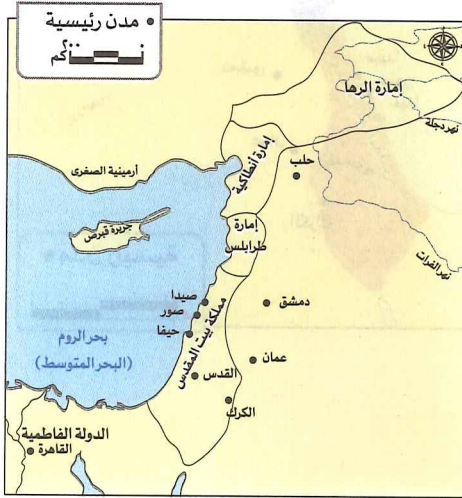 مدن رئيسية
كم
إمارة الرها
نهر دجلة
إمارة أنطاكية
حلب
أرمينية الصغرى
جزيرة قبرص
إمارة
طرابلس
نهر الفرات
صيدا
صور
حيفا
دمشق
مملكة بيت المقدس
بحر الروم
(البحر المتوسط)
عمان
القدس
الكرك
الدولة الفاطمية
القاهرة